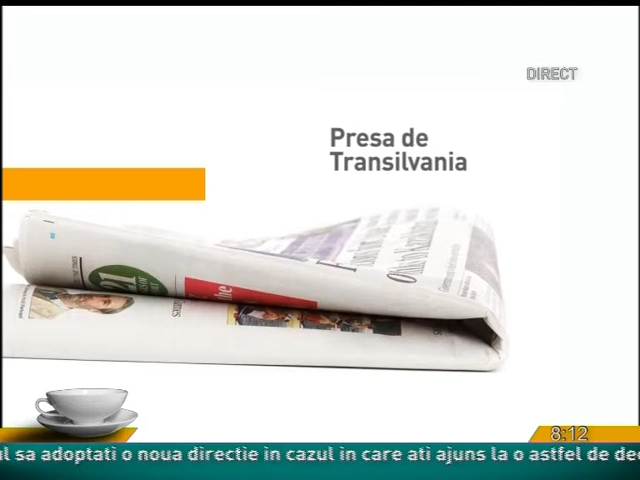 DIRECT
Presa de
Transilvania
21
8:12
ul sa adoptati o noua directie in cazul in care ati ajuns la o astfel de dec